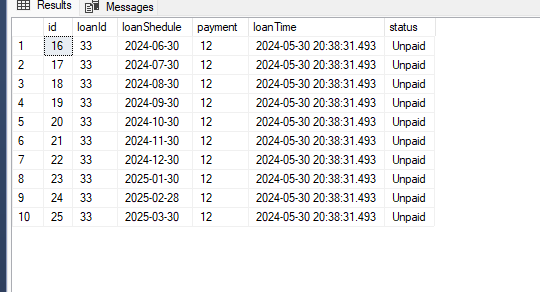 Results Messages
id loanId loanShedule payment loanTime status
1 16 33 2024-06-30 12 2024-05-30 20:38:31.493 Unpaid
2 17 33 2024-07-30 12 2024-05-30 20:38:31.493 Unpaid
3 18 33 2024-08-30 12 2024-05-30 20:38:31.493 Unpaid
4 19 33 2024-09-30 12 2024-05-30 20:38:31.493 Unpaid
5 20 33 2024-10-30 12 2024-05-30 20:38:31.493 Unpaid
6 21 33 2024-11-30 12 2024-05-30 20:38:31.493 Unpaid
7 22 33 2024-12-30 12 2024-05-30 20:38:31.493 Unpaid
8 23 33 2025-01-30 12 2024-05-30 20:38:31.493 Unpaid
9 24 33 2025-02-28 12 2024-05-30 20:38:31.493 Unpaid
10 25 33 2025-03-30 12 2024-05-30 20:38:31.493 Unpaid